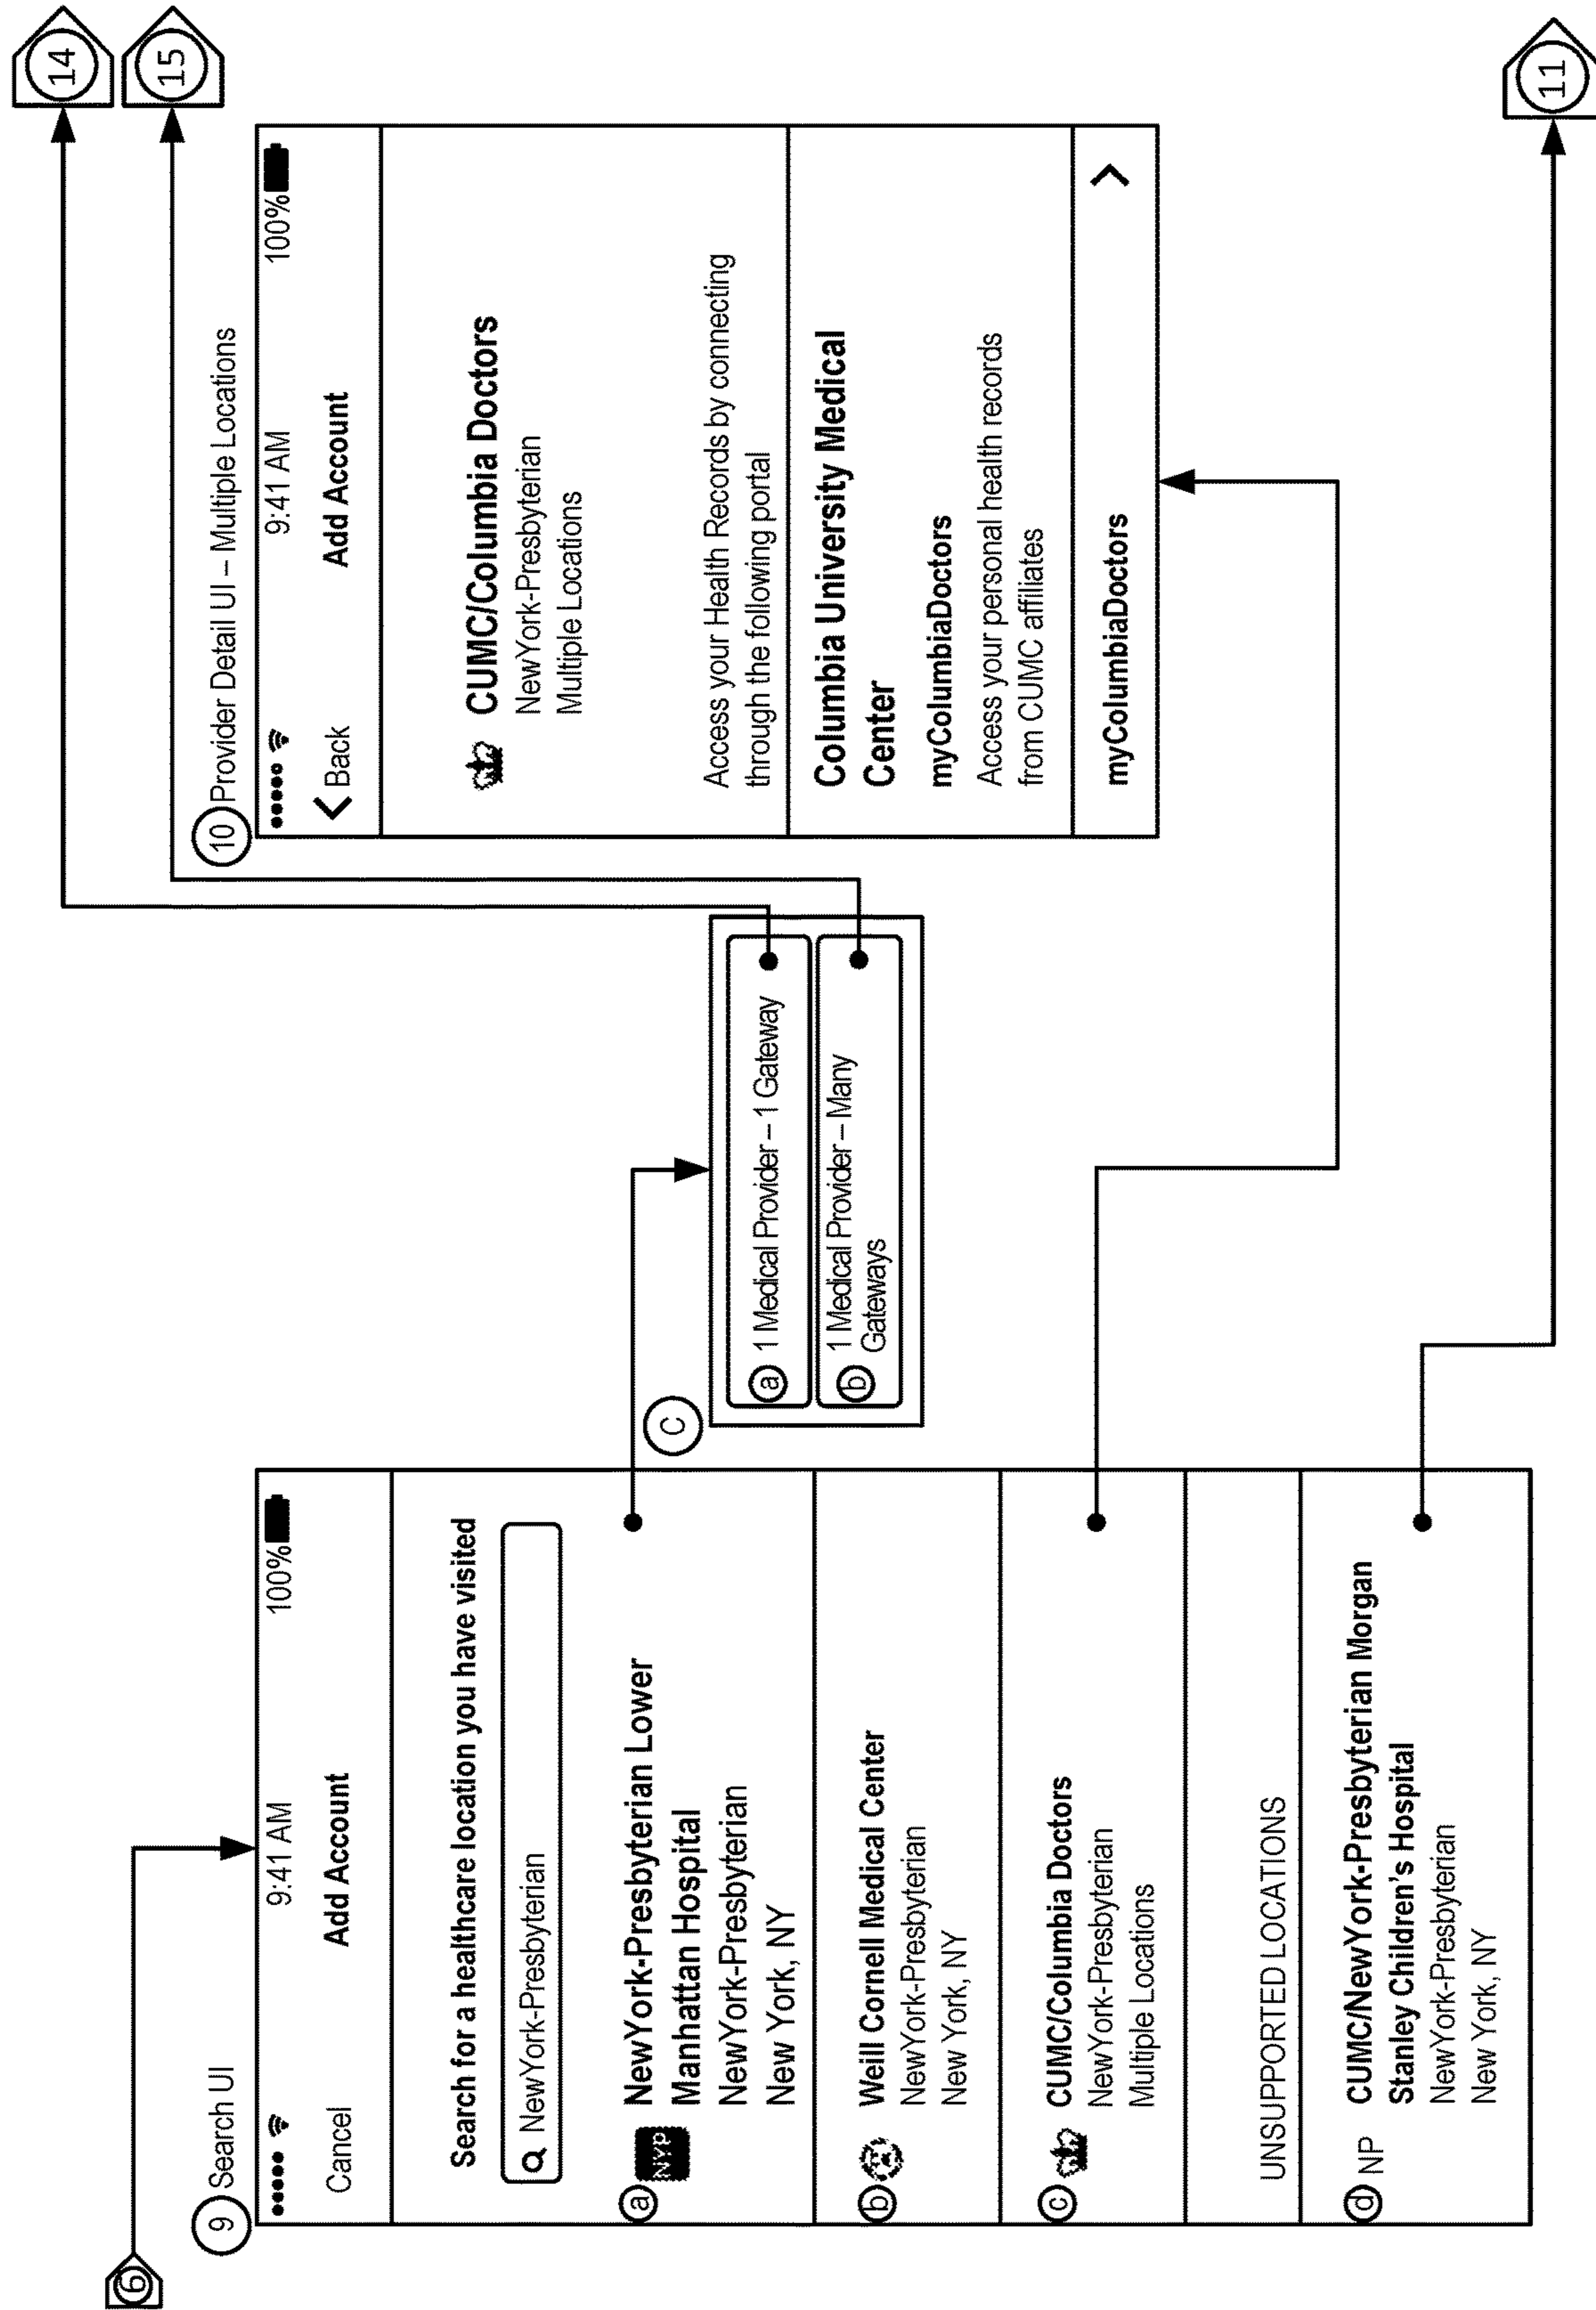 6
9 Search UI
9:41 AM
100%
Cancel
Add Account
Search for a healthcare location you have visited
NewYork-Presbyterian
a
NYP
NewYork-Presbyterian Lower
Manhattan Hospital
NewYork-Presbyterian
New York, NY
b
Weill Cornell Medical Center
NewYork-Presbyterian
New York, NY
c
CUMC/Columbia Doctors
NewYork-Presbyterian
Multiple Locations
UNSUPPORTED LOCATIONS
d NP
CUMC/NewYork-Presbyterian Morgan
Stanley Children's Hospital
NewYork-Presbyterian
New York, NY
C
a 1 Medical Provider – 1 Gateway
b 1 Medical Provider – Many
Gateways
10 Provider Detail UI – Multiple Locations
9:41 AM
100%
Back
Add Account
CUMC/Columbia Doctors
NewYork-Presbyterian
Multiple Locations
Access your Health Records by connecting
through the following portal
Columbia University Medical
Center
myColumbiaDoctors
Access your personal health records
from CUMC affiliates
myColumbiaDoctors
14
15
11